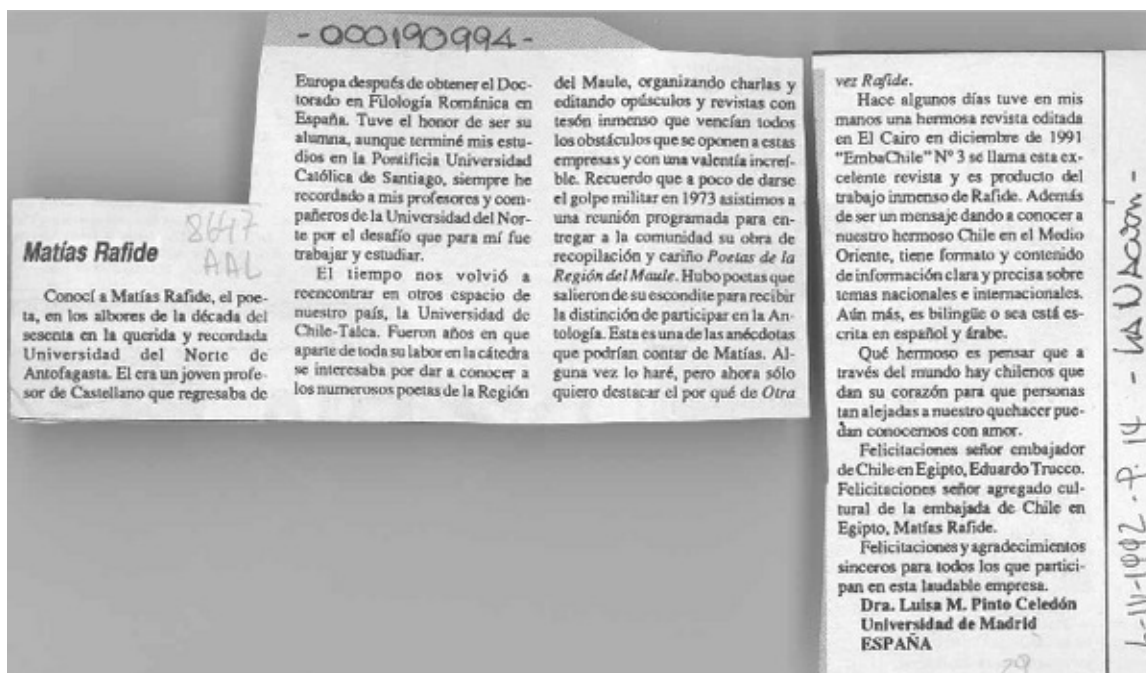 -000190994-
8647
AAL
Matías Rafide
Conocí a Matías Rafide, el poe-
ta, en los albores de la década del
sesenta en la querida y recordada
Universidad del Norte de
Antofagasta. El era un joven profe-
sor de Castellano que regresaba de
Europa después de obtener el Doc-
torado en Filología Románica en
España. Tuve el honor de ser su
alumna, aunque terminé mis estu-
dios en la Pontificia Universidad
Católica de Santiago, siempre he
recordado a mis profesores y com-
pañeros de la Universidad del Nor-
te por el desafío que para mí fue
trabajar y estudiar.
El tiempo nos volvió a
reencontrar en otros espacio de
nuestro país, la Universidad de
Chile-Talca. Fueron años en que
aparte de toda su labor en la cátedra
se interesaba por dar a conocer a
los numerosos poetas de la Región
del Maule, organizando charlas y
editando opúsculos y revistas con
tesón inmenso que vencían todos
los obstáculos que se oponen a estas
empresas y con una valentía increí-
ble. Recuerdo que a poco de darse
el golpe militar en 1973 asistimos a
una reunión programada para en-
tregar a la comunidad su obra de
recopilación y cariño Poetas de la
Región del Maule. Hubo poetas que
salieron de su escondite para recibir
la distinción de participar en la An-
tología. Esta es una de las anécdotas
que podrían contar de Matías. Al-
guna vez lo haré, pero ahora sólo
quiero destacar el por qué de Otra
vez Rafide.
Hace algunos días tuve en mis
manos una hermosa revista editada
en El Cairo en diciembre de 1991
"EmbaChile" Nº 3 se llama esta ex-
celente revista y es producto del
trabajo inmenso de Rafide. Además
de ser un mensaje dando a conocer a
nuestro hermoso Chile en el Medio
Oriente, tiene formato y contenido
de información clara y precisa sobre
temas nacionales e internacionales.
Aún más, es bilingüe o sea está es-
crita en español y árabe.
Qué hermoso es pensar que a
través del mundo hay chilenos que
dan su corazón para que personas
tan alejadas a nuestro quehacer pue-
dan conocernos con amor.
Felicitaciones señor embajador
de Chile en Egipto, Eduardo Trucco.
Felicitaciones señor agregado cul-
tural de la embajada de Chile en
Egipto, Matías Rafide.
Felicitaciones y agradecimientos
sinceros para todos los que partici-
pan en esta laudable empresa.
Dra. Luisa M. Pinto Celedón
Universidad de Madrid
ESPAÑA
29
1992 - P. 14 -